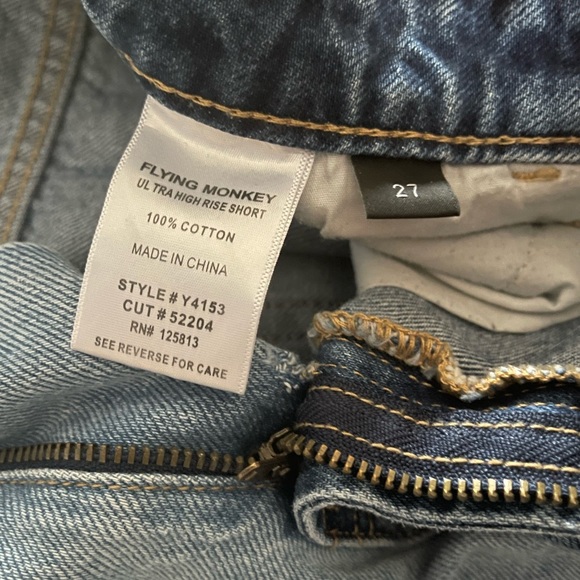 FLYING MONKEY
ULTRA HIGH RISE SHORT
100% COTTON
MADE IN CHINA
STYLE # Y4153
CUT # 52204
RN# 125813
SEE REVERSE FOR CARE
27